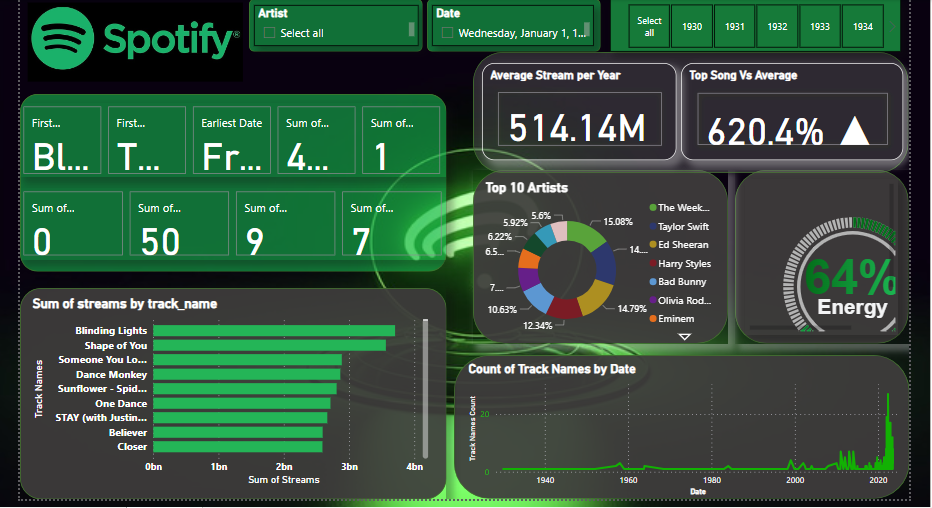 Spotify®
Artist
Select all
Date
Wednesday, January 1, 1...
Select all
1930
1931
1932
1933
1934
Average Stream per Year
514.14M
Top Song Vs Average
620.4% ▲
First...
Bl...
First...
T...
Earliest Date
Fr...
Sum of...
4...
Sum of...
1
Sum of...
0
Sum of...
50
Sum of...
9
Sum of...
7
Top 10 Artists
15.08%
14....
14.79%
12.34%
10.63%
7....
6.5...
6.22%
5.92%
5.6%
The Week...
Taylor Swift
Ed Sheeran
Harry Styles
Bad Bunny
Olivia Rod...
Eminem
64%
Energy
Sum of streams by track_name
Track Names
Blinding Lights
Shape of You
Someone You Lo...
Dance Monkey
Sunflower - Spid...
One Dance
STAY (with Justin...
Believer
Closer
0bn 1bn 2bn 3bn 4bn
Sum of Streams
Count of Track Names by Date
Track Names Count
20
0
1940 1960 1980 2000 2020
Date